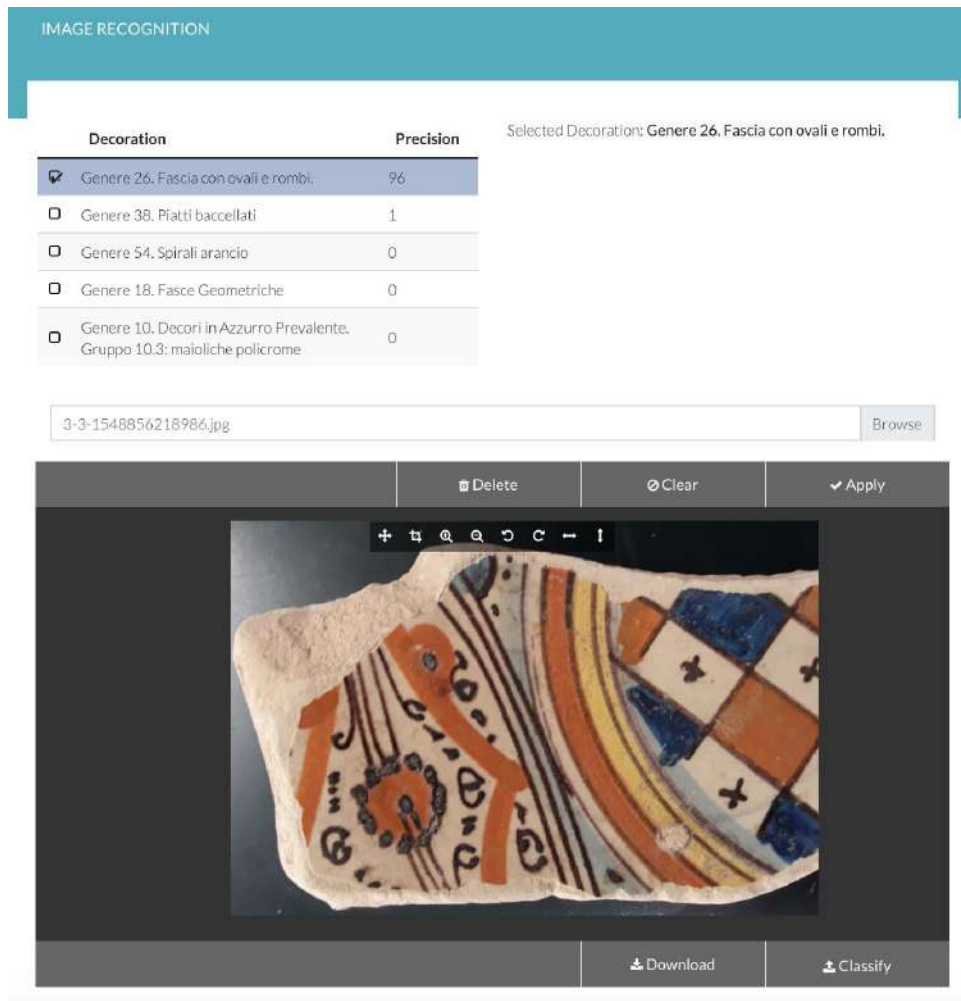 IMAGE RECOGNITION
Decoration Precision
Selected Decoration: Genere 26. Fascia con ovali e rombi.
Genere 26. Fascia con ovali e rombi. 96
Genere 38. Piatti baccellati 1
Genere 54. Spirali arancio 0
Genere 18. Fasce Geometriche 0
Genere 10. Decori in Azzurro Prevalente.
Gruppo 10.3: maioliche policrome 0
3-3-1548856218986.jpg Browse
Delete Clear Apply
Download Classify